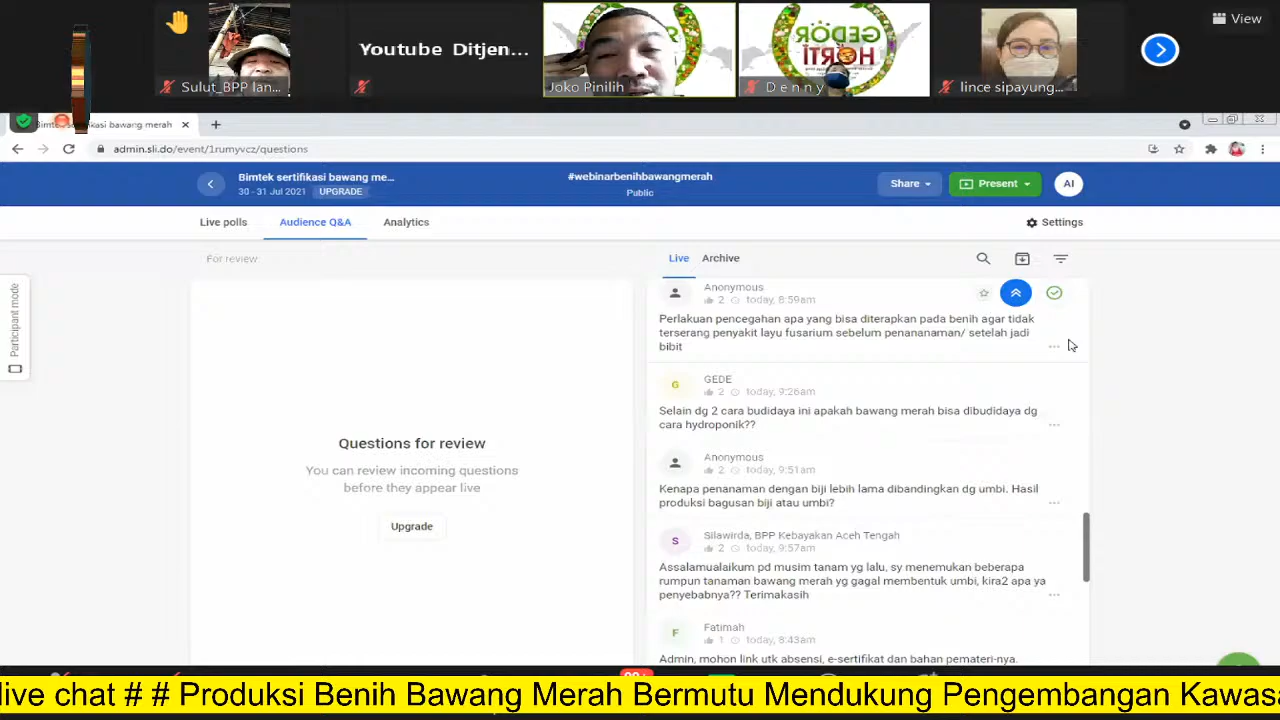 View
Sulut_BPP lan...
Youtube Ditjen...
Joko Pinilih
GEDOR
HORTI
D e n n y
lince sipayung...
Bimtek sertifikasi bawang merah
admin.sli.do/event/1rumyvcz/questions
Bimtek sertifikasi bawang me...
30 - 31 Jul 2021 UPGRADE
#webinarbenihbawangmerah
Public
Share
Present
AI
Live polls
Audience Q&A
Analytics
Settings
Participant mode
For review
Questions for review
You can review incoming questions
before they appear live
Upgrade
Live
Archive
Anonymous
2 today, 8:59am
Perlakuan pencegahan apa yang bisa diterapkan pada benih agar tidak
terserang penyakit layu fusarium sebelum penananaman/ setelah jadi
bibit
G
GEDE
2 today, 9:26am
Selain dg 2 cara budidaya ini apakah bawang merah bisa dibudidaya dg
cara hydroponik??
Anonymous
2 today, 9:51am
Kenapa penanaman dengan biji lebih lama dibandingkan dg umbi. Hasil
produksi bagusan biji atau umbi?
S
Silawirda, BPP Kebayakan Aceh Tengah
2 today, 9:57am
Assalamualaikum pd musim tanam yg lalu, sy menemukan beberapa
rumpun tanaman bawang merah yg gagal membentuk umbi, kira2 apa ya
penyebabnya?? Terimakasih
F
Fatimah
1 today, 8:43am
Admin, mohon link utk absensi, e-sertifikat dan bahan pemateri-nya.
live chat # # Produksi Benih Bawang Merah Bermutu Mendukung Pengembangan Kawasa